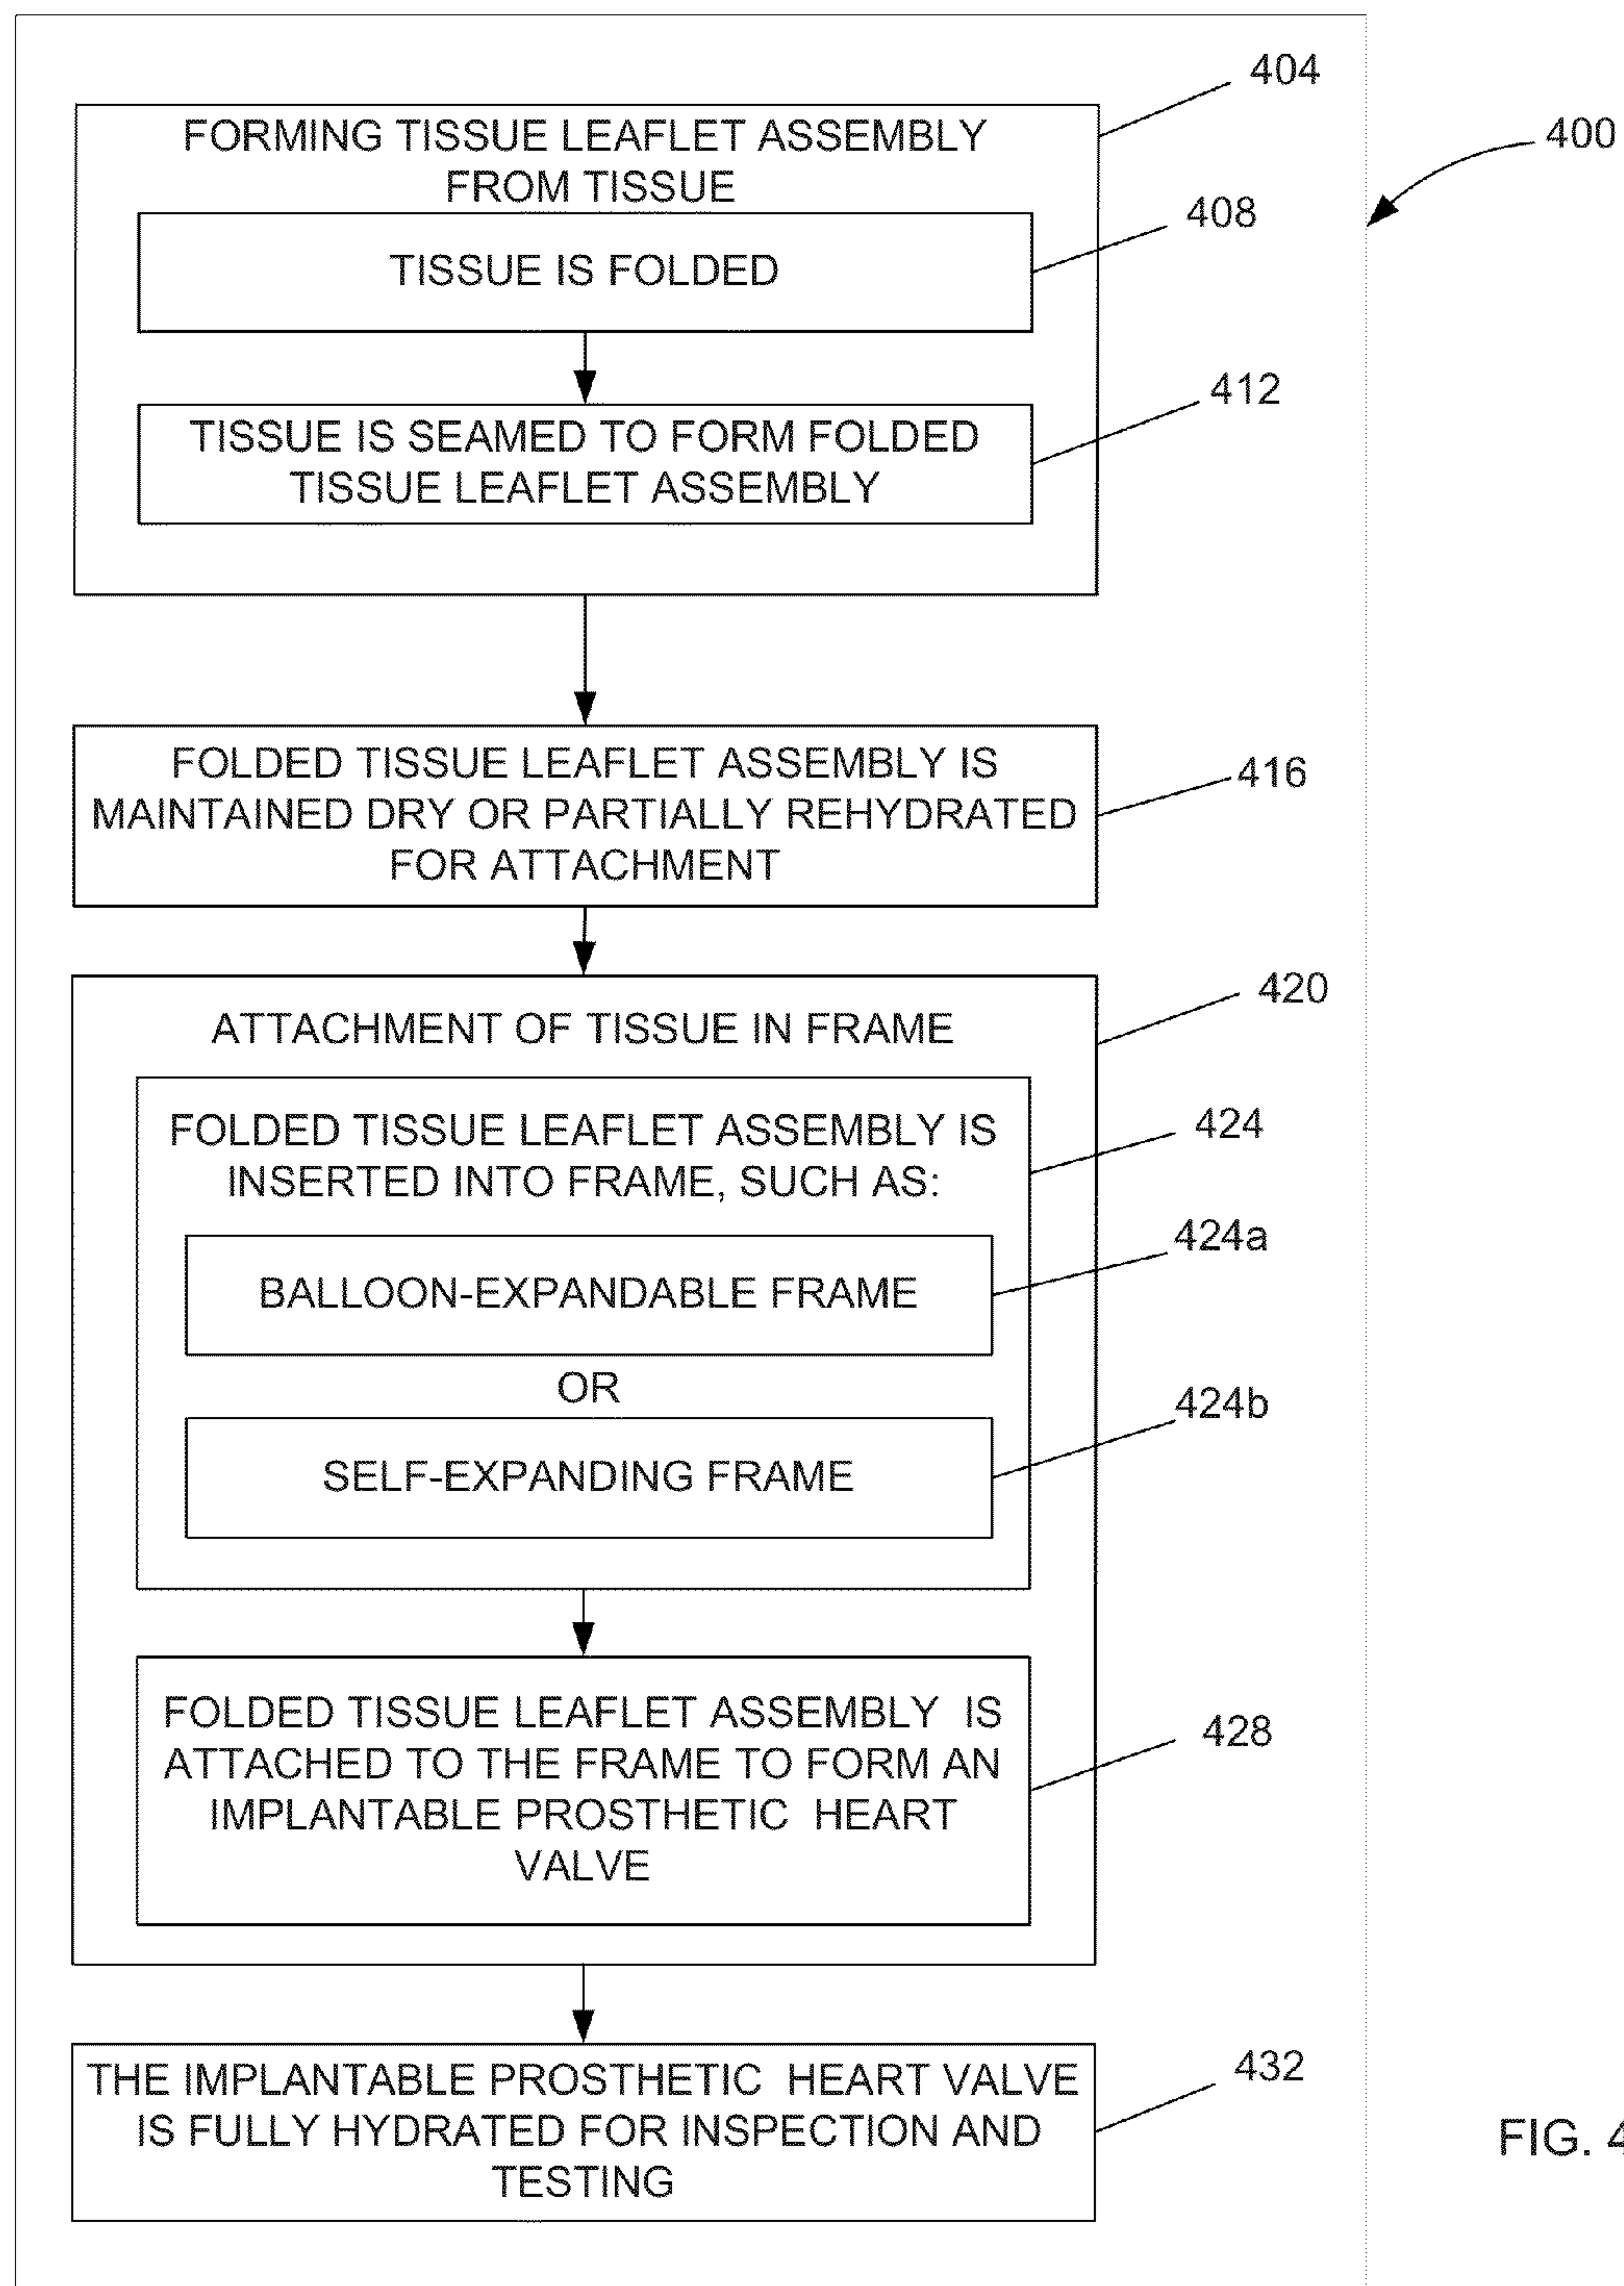 404
400
FORMING TISSUE LEAFLET ASSEMBLY
FROM TISSUE
408
TISSUE IS FOLDED
412
TISSUE IS SEAMED TO FORM FOLDED
TISSUE LEAFLET ASSEMBLY
FOLDED TISSUE LEAFLET ASSEMBLY IS
MAINTAINED DRY OR PARTIALLY REHYDRATED
FOR ATTACHMENT
416
420
ATTACHMENT OF TISSUE IN FRAME
424
FOLDED TISSUE LEAFLET ASSEMBLY IS
INSERTED INTO FRAME, SUCH AS:
424a
BALLOON-EXPANDABLE FRAME
OR
424b
SELF-EXPANDING FRAME
FOLDED TISSUE LEAFLET ASSEMBLY IS
ATTACHED TO THE FRAME TO FORM AN
IMPLANTABLE PROSTHETIC HEART
VALVE
428
THE IMPLANTABLE PROSTHETIC HEART VALVE
IS FULLY HYDRATED FOR INSPECTION AND
TESTING
432
FIG. 4